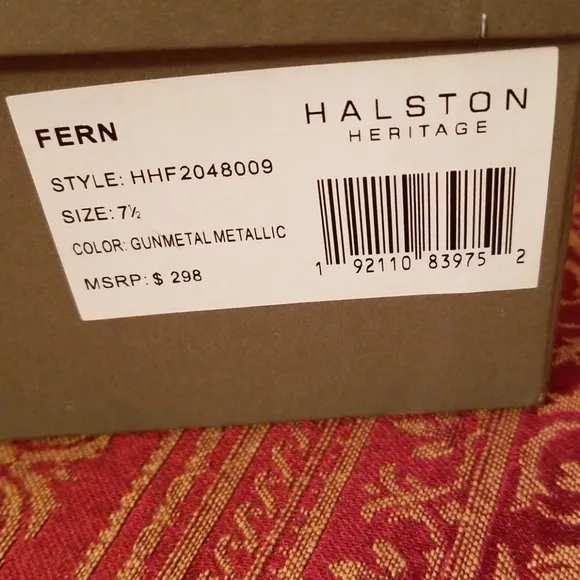 FERN
STYLE: HHF2048009
SIZE: 7½
COLOR: GUNMETAL METALLIC
MSRP: $ 298
HALSTON
HERITAGE
1 92110 83975 2